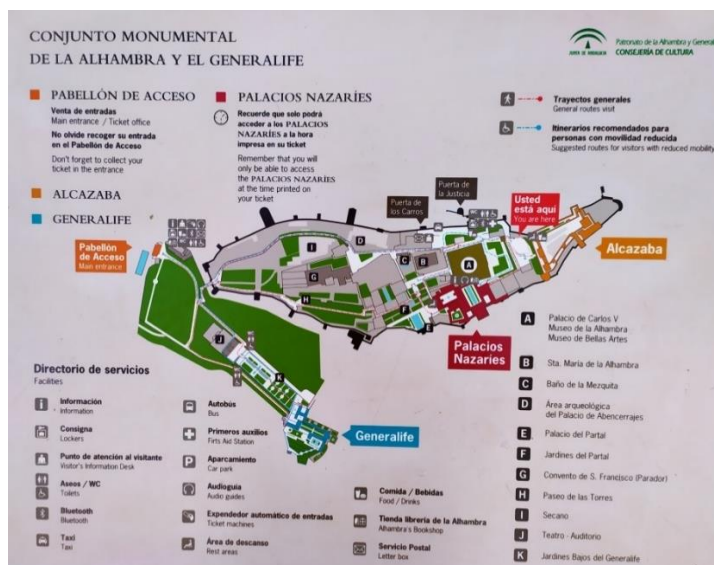 CONJUNTO MONUMENTAL
DE LA ALHAMBRA Y EL GENERALIFE
JUNTA DE ANDALUCIA
Patronato de la Alhambra y General
CONSEJERÍA DE CULTURA
PABELLÓN DE ACCESO
Venta de entradas
Main entrance / Ticket office
No olvide recoger su entrada
en el Pabellón de Acceso
Don't forget to collect your
ticket in the entrance
ALCAZABA
GENERALIFE
PALACIOS NAZARÍES
Recuerde que solo podrá
acceder a los PALACIOS
NAZARÍES a la hora
impresa en su ticket
Remember that you will
only be able to access
the PALACIOS NAZARÍES
at the time printed on
your ticket
Trayectos generales
General routes visit
Itinerarios recomendados para
personas con movilidad reducida
Suggested routes for visitors with reduced mobility
Puerta de
los Carros
Puerta de
la Justicia
Usted
está aquí
You are here
Pabellón
de Acceso
Main entrance
Alcazaba
Palacios
Nazaríes
Generalife
I
D
G
H
C
B
A
F
E
J
K
A
Palacio de Carlos V
Museo de la Alhambra
Museo de Bellas Artes
B Sta. María de la Alhambra
C Baño de la Mezquita
D Área arqueológica
del Palacio de Abencerrajes
E Palacio del Partal
F Jardines del Partal
G Convento de S. Francisco (Parador)
H Paseo de las Torres
I Secano
J Teatro - Auditorio
K Jardines Bajos del Generalife
Directorio de servicios
Facilities
Información
Information
Consigna
Lockers
Punto de atención al visitante
Visitor's Information Desk
Aseos / WC
Toilets
Bluetooth
Bluetooth
Taxi
Taxi
Autobús
Bus
Primeros auxilios
Firts Aid Station
P Aparcamiento
Car park
Audioguía
Audio guides
Expendedor automático de entradas
Ticket machines
Área de descanso
Rest areas
Comida / Bebidas
Food / Drinks
Tienda librería de la Alhambra
Alhambra's Bookshop
Servicio Postal
Letter box